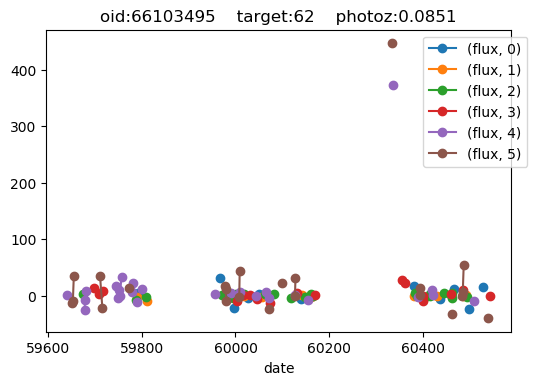 oid:66103495    target:62    photoz:0.0851
400
300
200
100
0
59600
59800
60000
60200
60400
date
(flux, 0)
(flux, 1)
(flux, 2)
(flux, 3)
(flux, 4)
(flux, 5)